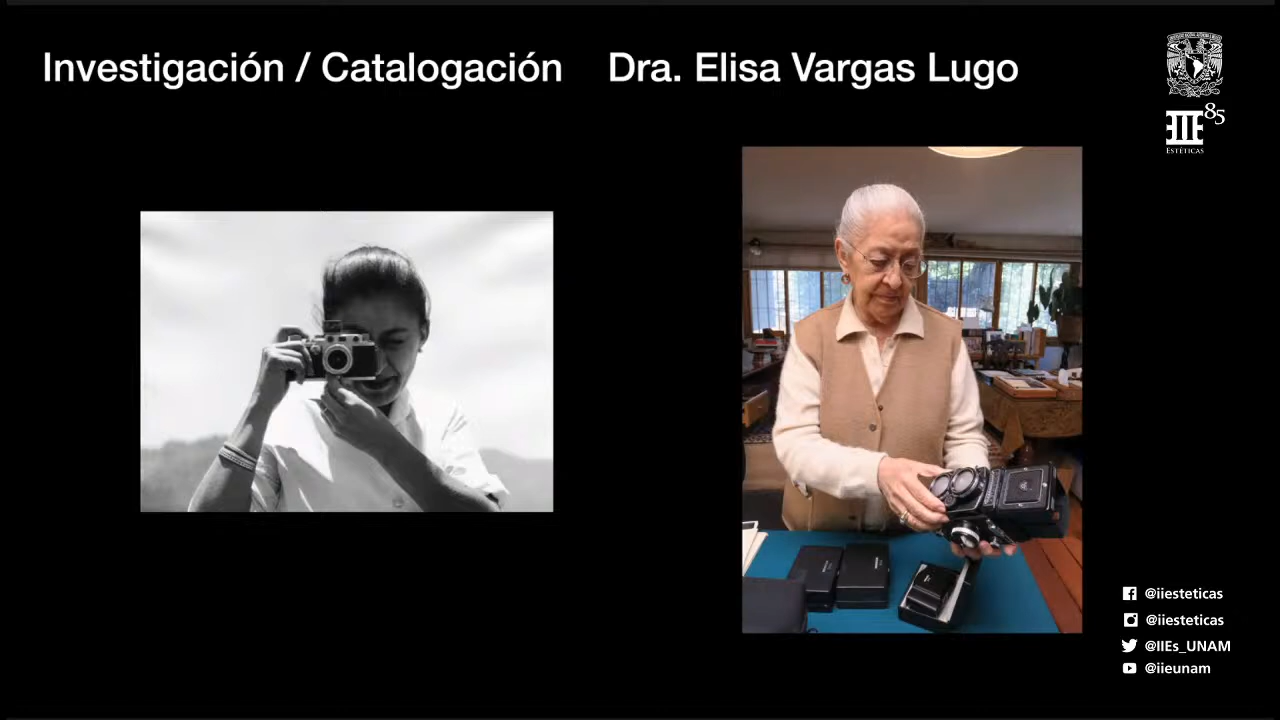 Investigación / Catalogación Dra. Elisa Vargas Lugo
85
ESTÉTICAS
@iiesteticas
@iiesteticas
@IIEs_UNAM
@iieunam